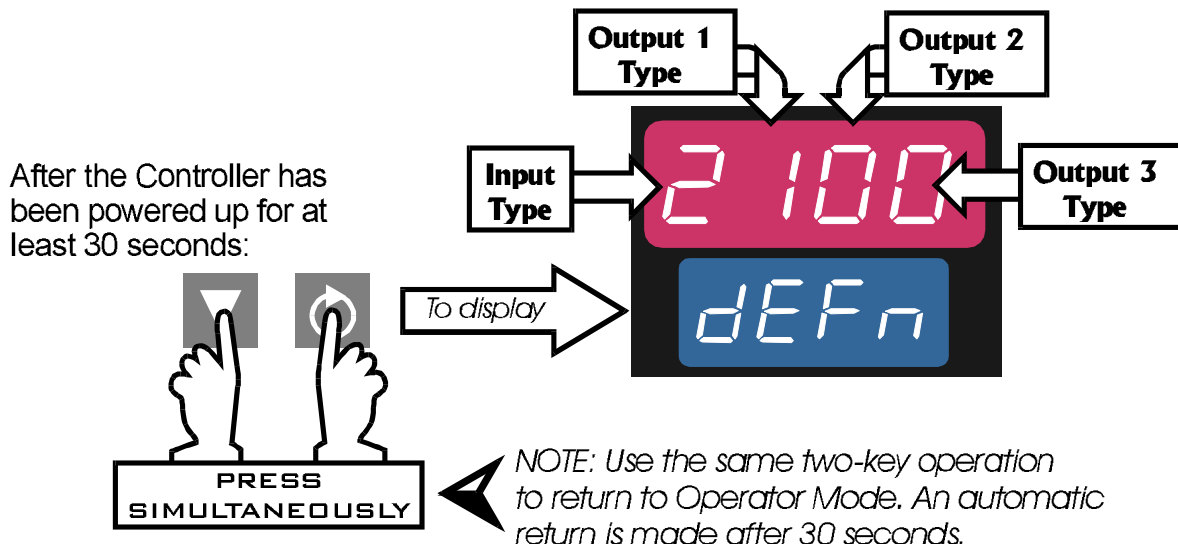 Output 1
Type
Output 2
Type
Input
Type
2100
Output 3
Type
After the Controller has
been powered up for at
least 30 seconds:
To display
dEFn
PRESS
SIMULTANEOUSLY
NOTE: Use the same two-key operation
to return to Operator Mode. An automatic
return is made after 30 seconds.